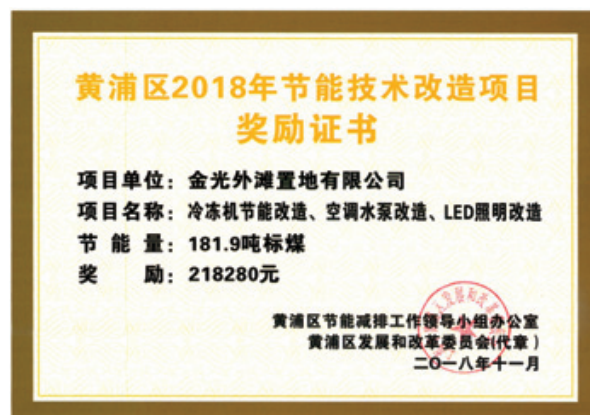 黄浦区2018年节能技术改造项目
奖励证书
项目单位：金光外滩置地有限公司
项目名称：冷冻机节能改造、空调水泵改造、LED照明改造
节 能 量：181.9吨标煤
奖 励：218280元
黄浦区节能减排工作领导小组办公室
黄浦区发展和改革委员会(代章）
二〇一八年十一月